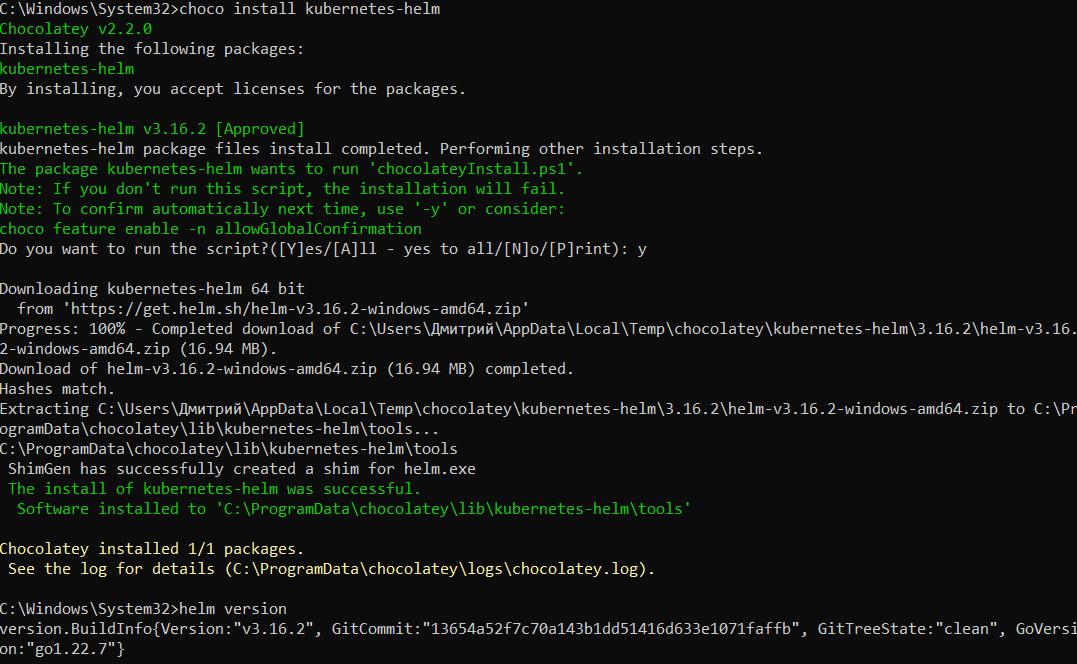 C:\Windows\System32>choco install kubernetes-helm
Chocolatey v2.2.0
Installing the following packages:
kubernetes-helm
By installing, you accept licenses for the packages.
kubernetes-helm v3.16.2 [Approved]
kubernetes-helm package files install completed. Performing other installation steps.
The package kubernetes-helm wants to run 'chocolateyInstall.ps1'.
Note: If you don't run this script, the installation will fail.
Note: To confirm automatically next time, use '-y' or consider:
choco feature enable -n allowGlobalConfirmation
Do you want to run the script?([Y]es/[A]ll - yes to all/[N]o/[P]rint): y
Downloading kubernetes-helm 64 bit
  from 'https://get.helm.sh/helm-v3.16.2-windows-amd64.zip'
Progress: 100% - Completed download of C:\Users\Дмитрий\AppData\Local\Temp\chocolatey\kubernetes-helm\3.16.2\helm-v3.16.
2-windows-amd64.zip (16.94 MB).
Download of helm-v3.16.2-windows-amd64.zip (16.94 MB) completed.
Hashes match.
Extracting C:\Users\Дмитрий\AppData\Local\Temp\chocolatey\kubernetes-helm\3.16.2\helm-v3.16.2-windows-amd64.zip to C:\Pr
ogramData\chocolatey\lib\kubernetes-helm\tools...
C:\ProgramData\chocolatey\lib\kubernetes-helm\tools
 ShimGen has successfully created a shim for helm.exe
 The install of kubernetes-helm was successful.
  Software installed to 'C:\ProgramData\chocolatey\lib\kubernetes-helm\tools'
Chocolatey installed 1/1 packages.
 See the log for details (C:\ProgramData\chocolatey\logs\chocolatey.log).
C:\Windows\System32>helm version
version.BuildInfo{Version:"v3.16.2", GitCommit:"13654a52f7c70a143b1dd51416d633e1071faffb", GitTreeState:"clean", GoVersi
on:"go1.22.7"}